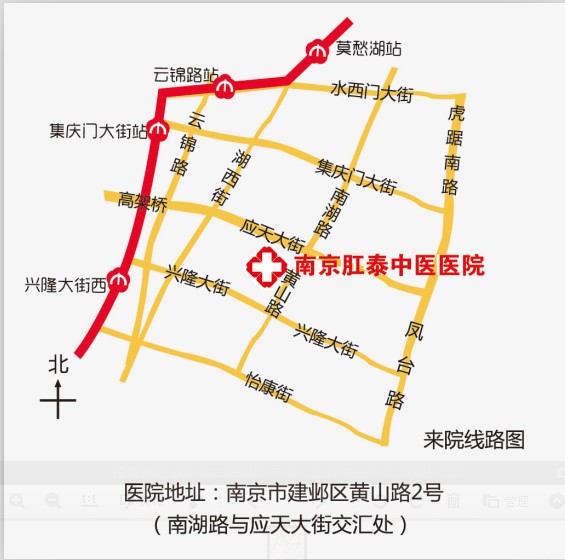 莫愁湖站
云锦路站
水西门大街
虎踞南路
集庆门大街站
云锦路
湖西街
集庆门大街
南湖路
高架桥
应天大街
南京肛泰中医医院
兴隆大街西
兴隆大街
黄山路
兴隆大街
凤台路
北
怡康街
来院线路图
医院地址：南京市建邺区黄山路2号
（南湖路与应天大街交汇处）